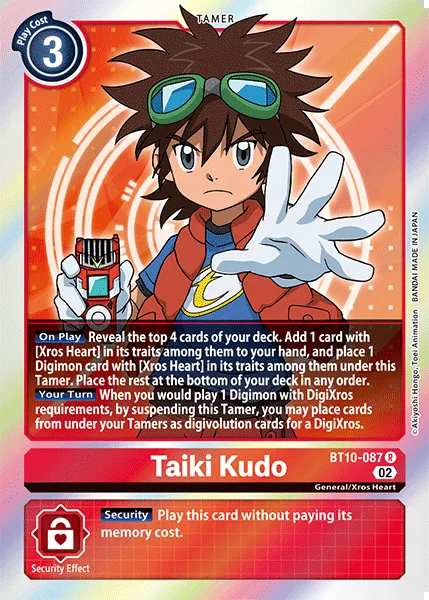 TAMER
Play Cost
3
On Play Reveal the top 4 cards of your deck. Add 1 card with
[Xros Heart] in its traits among them to your hand, and place 1
Digimon card with [Xros Heart] in its traits among them under this
Tamer. Place the rest at the bottom of your deck in any order.
Your Turn When you would play 1 Digimon with DigiXros
requirements, by suspending this Tamer, you may place cards
from under your Tamers as digivolution cards for a DigiXros.
©Akiyoshi Hongo, Toei Animation BANDAI MADE IN JAPAN
Taiki Kudo
BT10-087 R
02
General/Xros Heart
Security Play this card without paying its
memory cost.
Security Effect